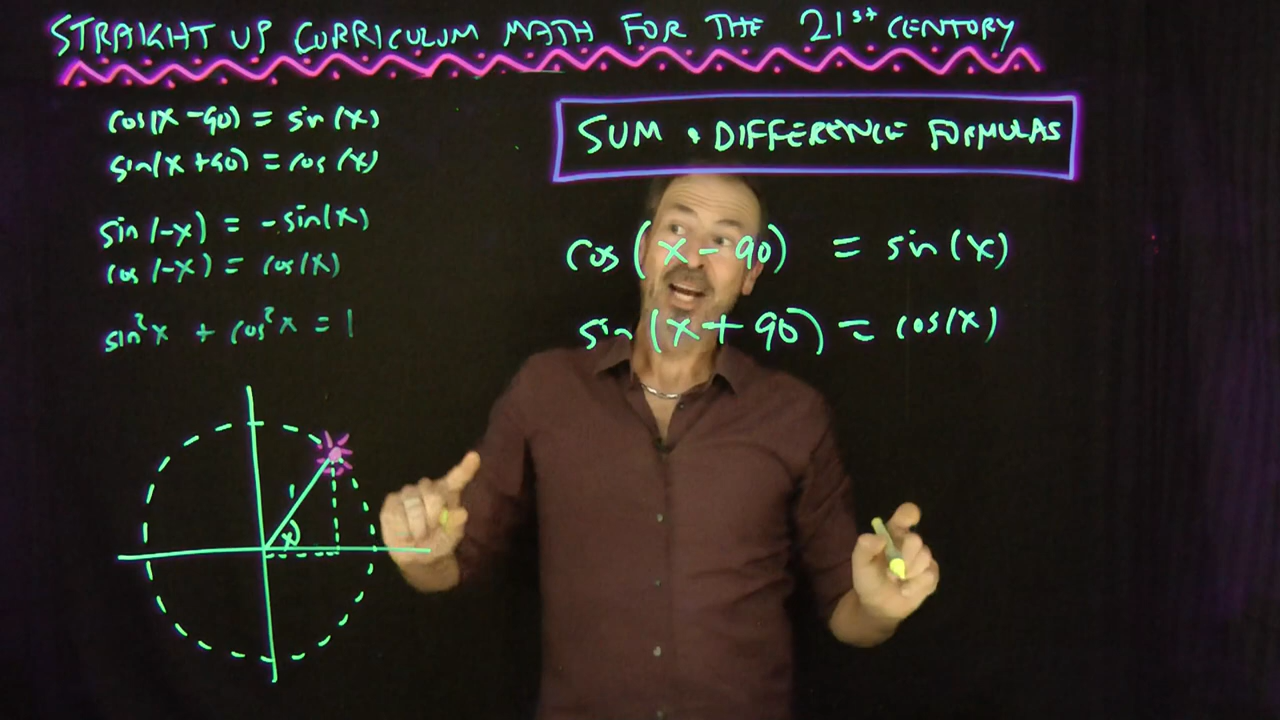 STRAIGHT UP CURRICULUM MATH FOR THE 21st CENTORY
cos(x - 90) = sin(x)
sin(x + 90) = cos(x)
sin(-x) = -sin(x)
cos(-x) = cos(x)
sin²x + cos²x = 1
1
x
SUM + DIFFERENCE FORMULAS
cos(x - 90) = sin(x)
sin(x + 90) = cos(x)